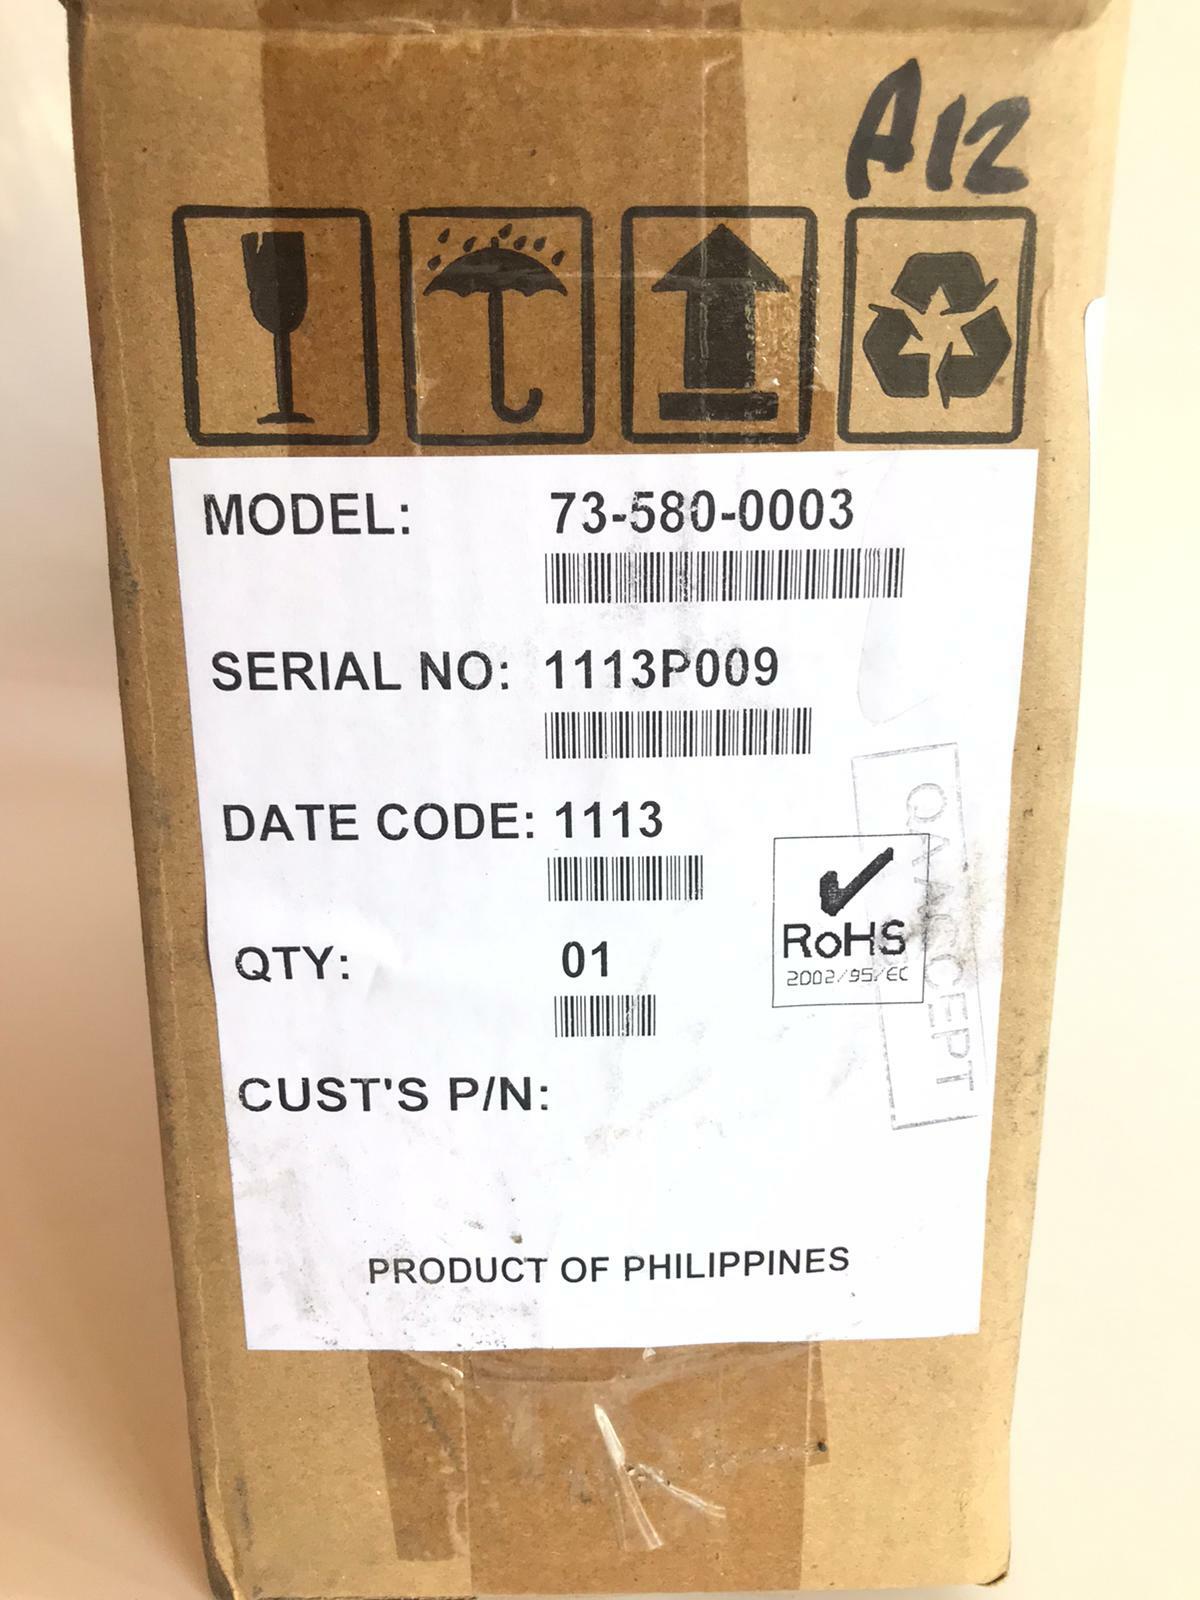 A12
MODEL: 73-580-0003
SERIAL NO: 1113P009
DATE CODE: 1113
QTY: 01
RoHS
2002/95/EC
QA ACCEPT
CUST'S P/N:
PRODUCT OF PHILIPPINES